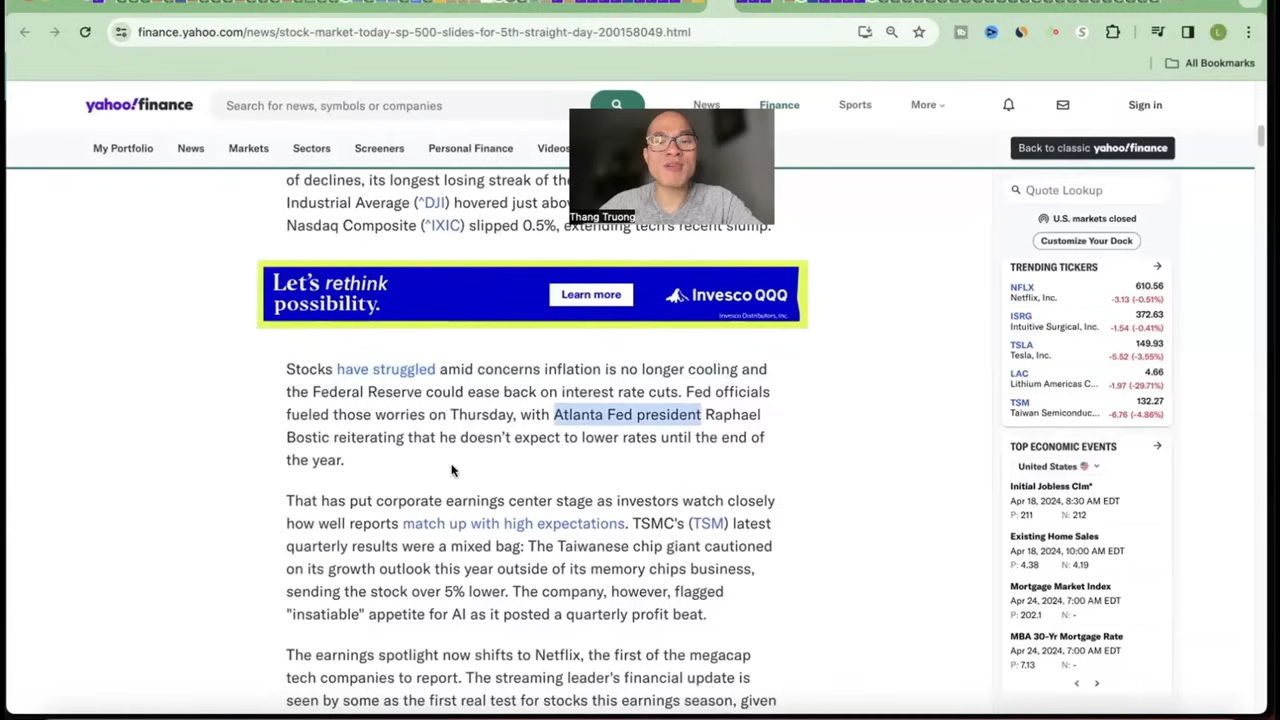 finance.yahoo.com/news/stock-market-today-sp-500-slides-for-5th-straight-day-200158049.html
S
L
All Bookmarks
yahoo!finance
Search for news, symbols or companies
News
Finance
Sports
More
Sign in
My Portfolio
News
Markets
Sectors
Screeners
Personal Finance
Videos
Back to classic yahoo!finance
Thang Truong
of declines, its longest losing streak of the
Industrial Average (^DJI) hovered just abov
Nasdaq Composite (^IXIC) slipped 0.5%, extending tech's recent slump.
Let's rethink
possibility.
Learn more
Invesco QQQ
Invesco Distributors, Inc.
Stocks have struggled amid concerns inflation is no longer cooling and
the Federal Reserve could ease back on interest rate cuts. Fed officials
fueled those worries on Thursday, with Atlanta Fed president Raphael
Bostic reiterating that he doesn't expect to lower rates until the end of
the year.
That has put corporate earnings center stage as investors watch closely
how well reports match up with high expectations. TSMC's (TSM) latest
quarterly results were a mixed bag: The Taiwanese chip giant cautioned
on its growth outlook this year outside of its memory chips business,
sending the stock over 5% lower. The company, however, flagged
"insatiable" appetite for AI as it posted a quarterly profit beat.
The earnings spotlight now shifts to Netflix, the first of the megacap
tech companies to report. The streaming leader's financial update is
seen by some as the first real test for stocks this earnings season, given
Quote Lookup
U.S. markets closed
Customize Your Dock
TRENDING TICKERS
NFLX 610.56
Netflix, Inc. -3.13 (-0.51%)
ISRG 372.63
Intuitive Surgical, Inc. -1.54 (-0.41%)
TSLA 149.93
Tesla, Inc. -5.52 (-3.55%)
LAC 4.66
Lithium Americas C... -1.97 (-29.71%)
TSM 132.27
Taiwan Semiconduc... -6.76 (-4.86%)
TOP ECONOMIC EVENTS
United States
Initial Jobless Clm*
Apr 18, 2024, 8:30 AM EDT
P: 211 N: 212
Existing Home Sales
Apr 18, 2024, 10:00 AM EDT
P: 4.38 N: 4.19
Mortgage Market Index
Apr 24, 2024, 7:00 AM EDT
P: 202.1 N: -
MBA 30-Yr Mortgage Rate
Apr 24, 2024, 7:00 AM EDT
P: 7.13 N: -